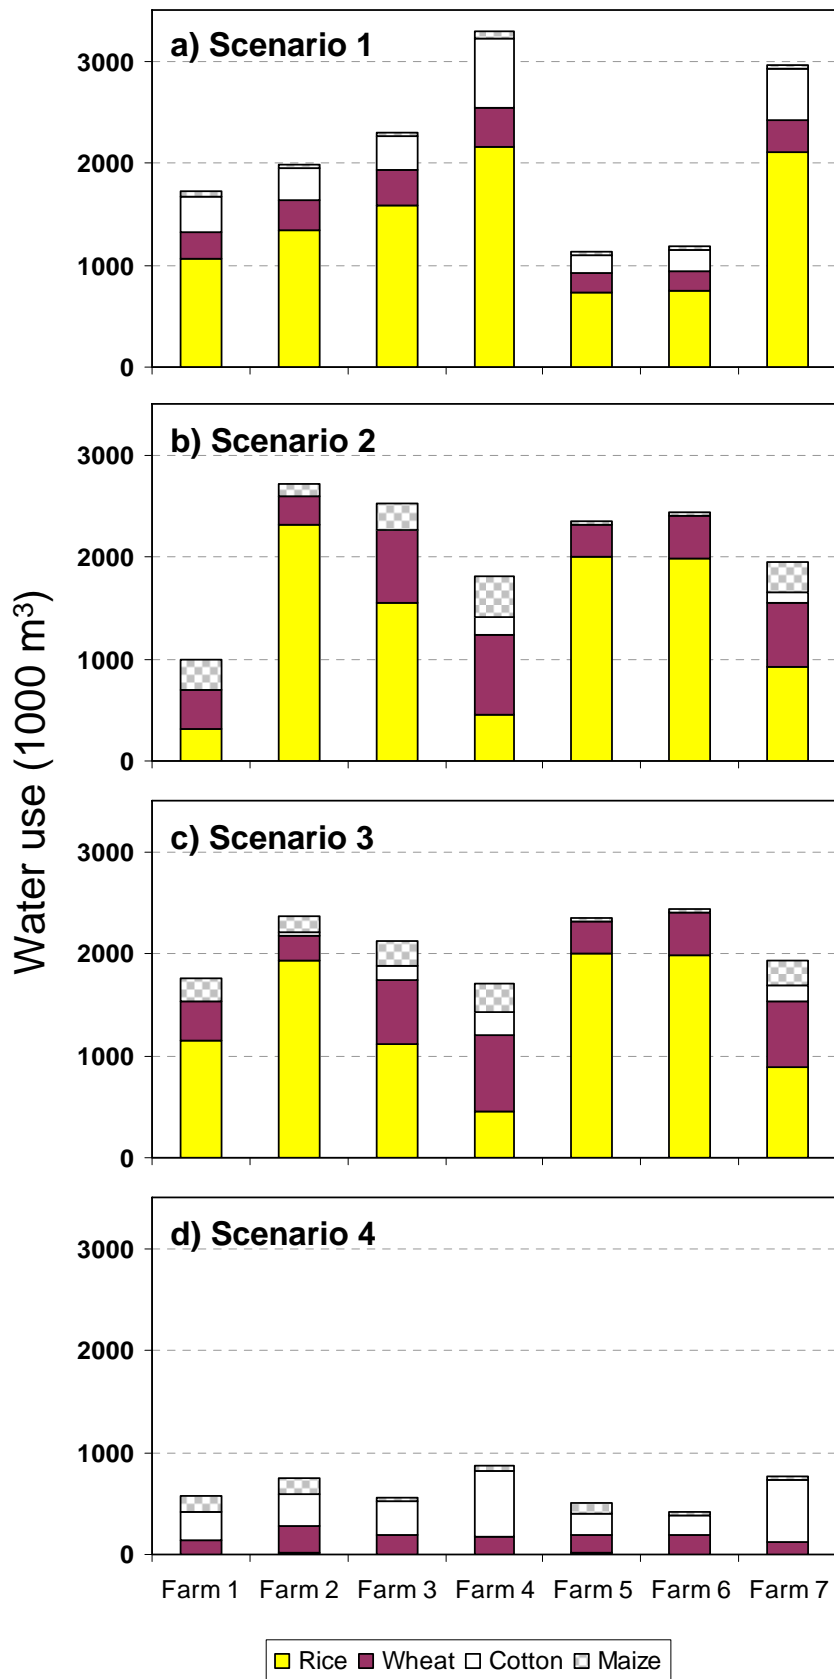 a) Scenario 1
3000
2000
1000
0
b) Scenario 2
3000
2000
1000
0
c) Scenario 3
3000
2000
1000
0
d) Scenario 4
3000
2000
1000
0
Water use (1000 m³)
Farm 1 Farm 2 Farm 3 Farm 4 Farm 5 Farm 6 Farm 7
Rice Wheat Cotton Maize